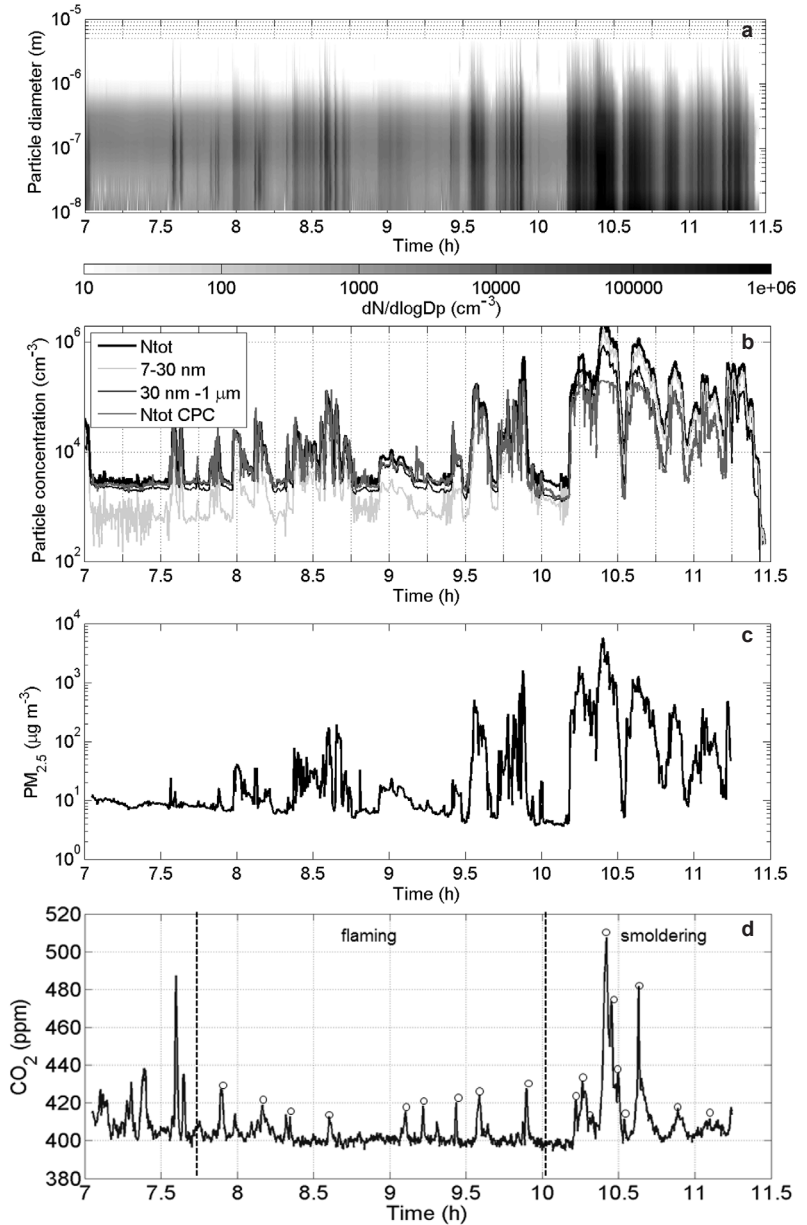 a
Particle diameter (m)
10-5
10-6
10-7
10-8
7 7.5 8 8.5 9 9.5 10 10.5 11 11.5
Time (h)
10 100 1000 10000 100000 1e+06
dN/dlogDp (cm-3)
b
Particle concentration (cm-3)
106
104
102
Ntot
7-30 nm
30 nm -1 μm
Ntot CPC
7 7.5 8 8.5 9 9.5 10 10.5 11 11.5
Time (h)
c
PM2.5 (μg m-3)
104
103
102
101
100
7 7.5 8 8.5 9 9.5 10 10.5 11 11.5
Time (h)
d
flaming smoldering
CO2 (ppm)
520
500
480
460
440
420
400
380
7 7.5 8 8.5 9 9.5 10 10.5 11 11.5
Time (h)